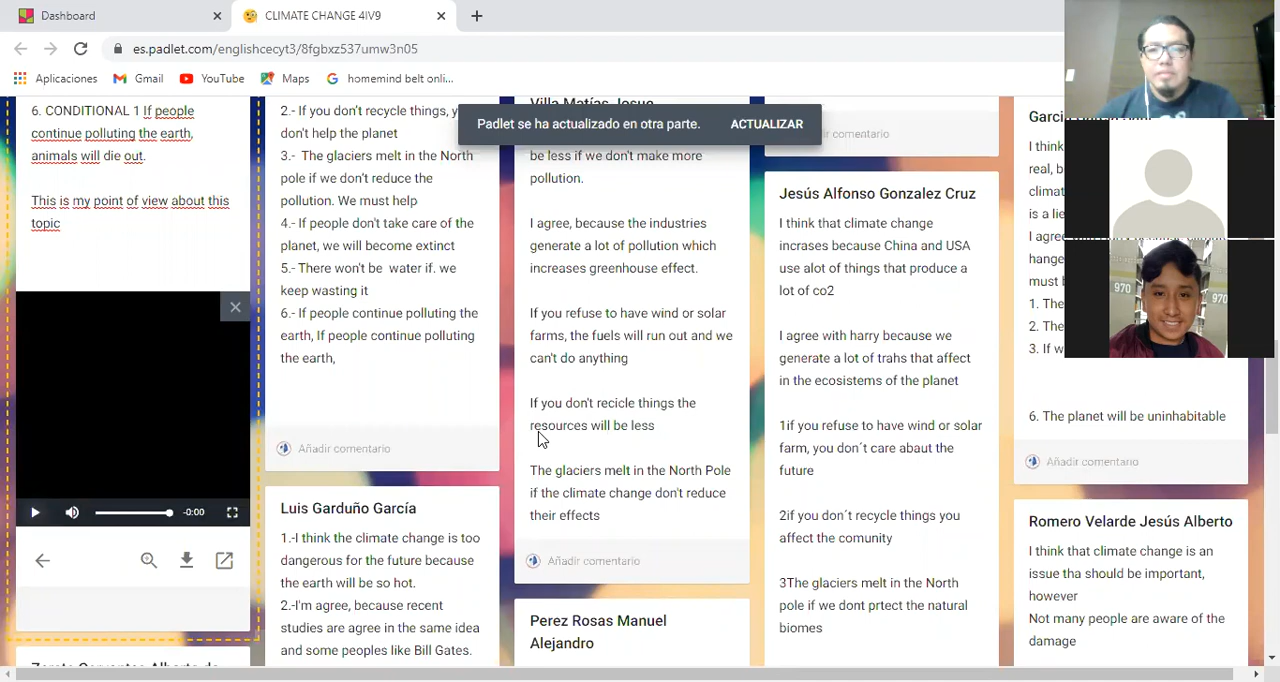 Dashboard
CLIMATE CHANGE 4IV9
es.padlet.com/englishcecyt3/8fgbxz537umw3n05
Aplicaciones
Gmail
YouTube
Maps
homemind belt onli...
Padlet se ha actualizado en otra parte.
ACTUALIZAR
6. CONDITIONAL 1 If people
continue polluting the earth,
animals will die out.
This is my point of view about this
topic
-0:00
2.- If you don't recycle things, y
don't help the planet
3.- The glaciers melt in the North
pole if we don't reduce the
pollution. We must help
4.- If people don't take care of the
planet, we will become extinct
5.- There won't be water if. we
keep wasting it
6.- If people continue polluting the
earth, If people continue polluting
the earth,
Añadir comentario
Luis Garduño García
1.-I think the climate change is too
dangerous for the future because
the earth will be so hot.
2.-I'm agree, because recent
studies are agree in the same idea
and some peoples like Bill Gates.
Villa Matías Josue
be less if we don't make more
pollution.
I agree, because the industries
generate a lot of pollution which
increases greenhouse effect.
If you refuse to have wind or solar
farms, the fuels will run out and we
can't do anything
If you don't recicle things the
resources will be less
The glaciers melt in the North Pole
if the climate change don't reduce
their effects
Añadir comentario
Perez Rosas Manuel
Alejandro
comentario
Jesús Alfonso Gonzalez Cruz
I think that climate change
incrases because China and USA
use alot of things that produce a
lot of co2
I agree with harry because we
generate a lot of trahs that affect
in the ecosistems of the planet
1if you refuse to have wind or solar
farm, you don´t care abaut the
future
2if you don´t recycle things you
affect the comunity
3The glaciers melt in the North
pole if we dont prtect the natural
biomes
I think
real, b
climat
is a lie
I agre
hange
must b
1. The
2. The
3. If w
6. The planet will be uninhabitable
Añadir comentario
Romero Velarde Jesús Alberto
I think that climate change is an
issue tha should be important,
however
Not many people are aware of the
damage
970
970